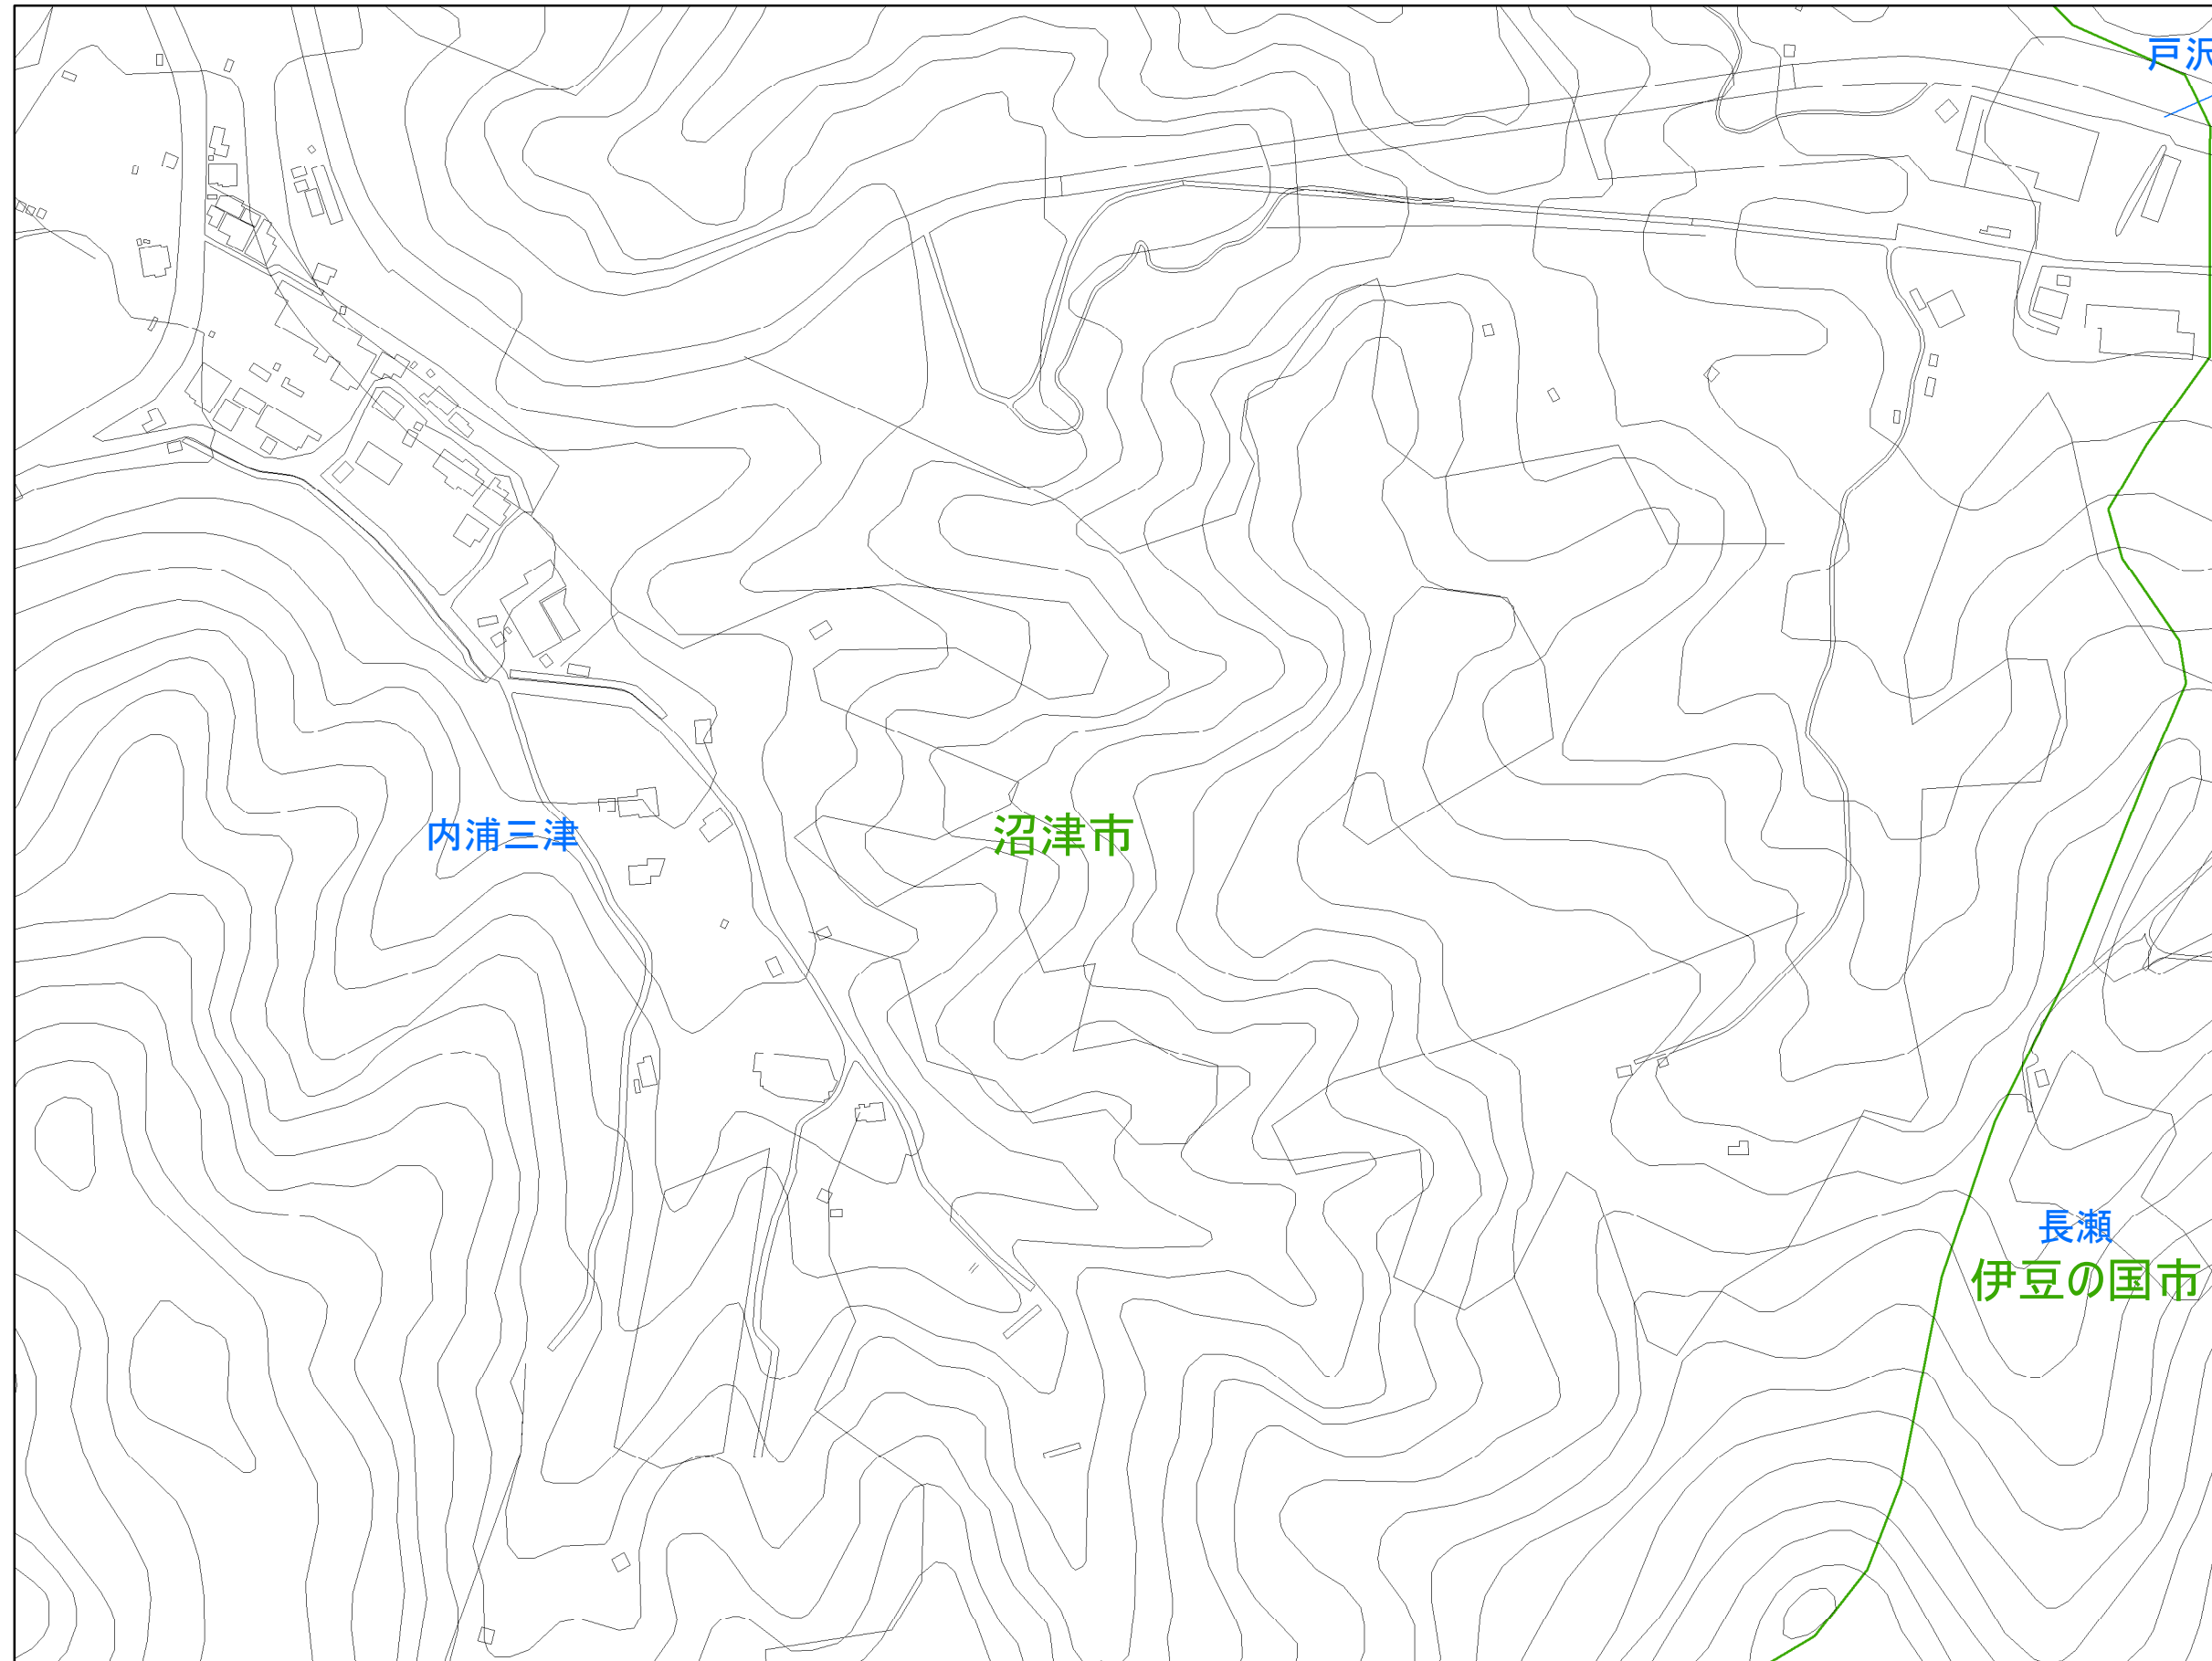 戸沢
内浦三津
沼津市
長瀬
伊豆の国市